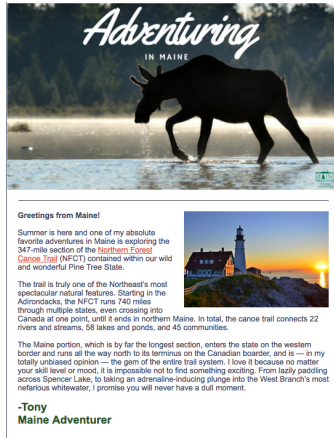 Adventuring
IN MAINE
Greetings from Maine!
Summer is here and one of my absolute
favorite adventures in Maine is exploring the
347-mile section of the Northern Forest
Canoe Trail (NFCT) contained within our wild
and wonderful Pine Tree State.
The trail is truly one of the Northeast's most
spectacular natural features. Starting in the
Adirondacks, the NFCT runs 740 miles
through multiple states, even crossing into
Canada at one point, until it ends in northern Maine. In total, the canoe trail connects 22
rivers and streams, 58 lakes and ponds, and 45 communities.
The Maine portion, which is by far the longest section, enters the state on the western
border and runs all the way north to its terminus on the Canadian boarder, and is — in my
totally unbiased opinion — the gem of the entire trail system. I love it because no matter
your skill level or mood, it is impossible not to find something exciting. From lazily paddling
across Spencer Lake, to taking an adrenaline-inducing plunge into the West Branch's most
nefarious whitewater, I promise you will never have a dull moment.
-Tony
Maine Adventurer